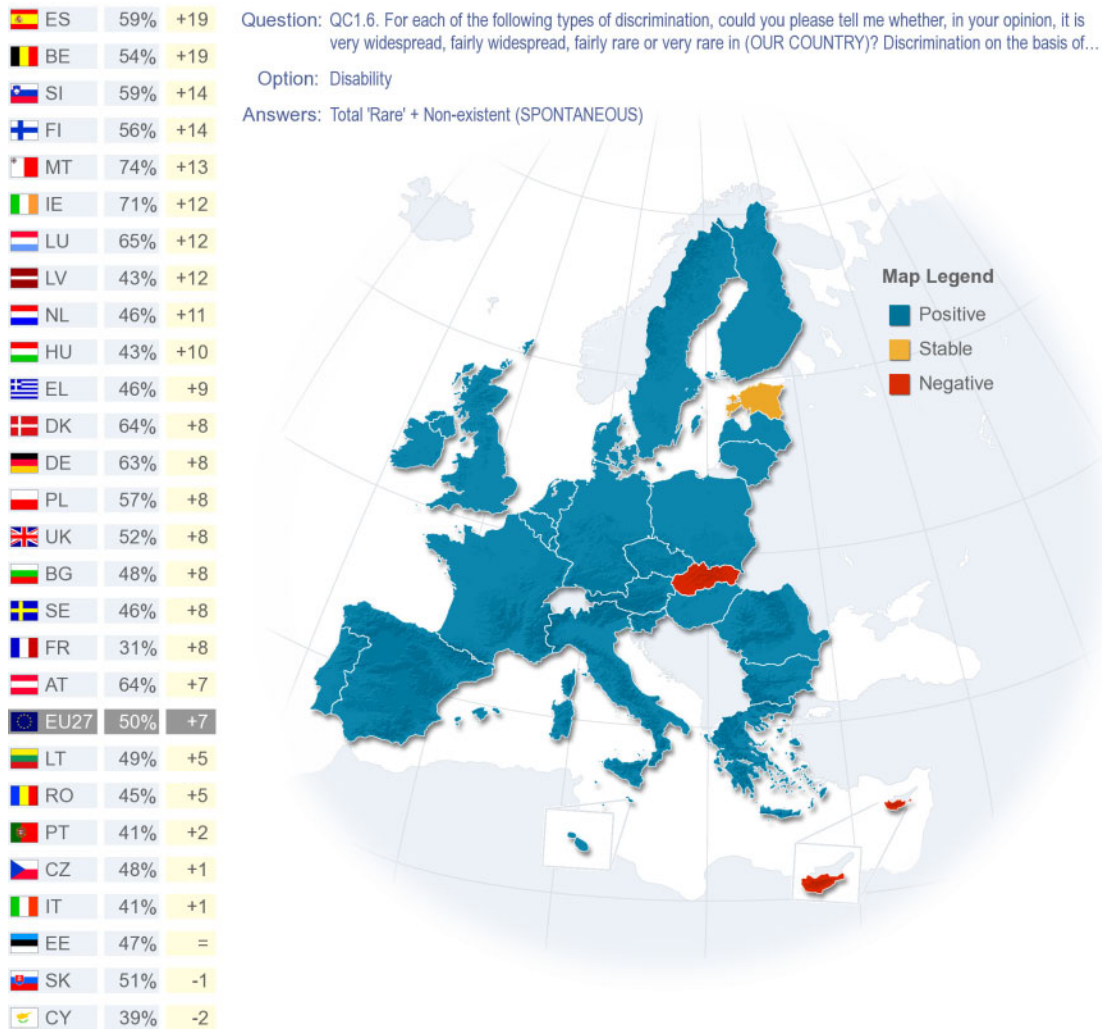 ES 59% +19
BE 54% +19
SI 59% +14
FI 56% +14
MT 74% +13
IE 71% +12
LU 65% +12
LV 43% +12
NL 46% +11
HU 43% +10
EL 46% +9
DK 64% +8
DE 63% +8
PL 57% +8
UK 52% +8
BG 48% +8
SE 46% +8
FR 31% +8
AT 64% +7
EU27 50% +7
LT 49% +5
RO 45% +5
PT 41% +2
CZ 48% +1
IT 41% +1
EE 47% =
SK 51% -1
CY 39% -2
Question: QC1.6. For each of the following types of discrimination, could you please tell me whether, in your opinion, it is
very widespread, fairly widespread, fairly rare or very rare in (OUR COUNTRY)? Discrimination on the basis of...
Option: Disability
Answers: Total 'Rare' + Non-existent (SPONTANEOUS)
Map Legend
Positive
Stable
Negative